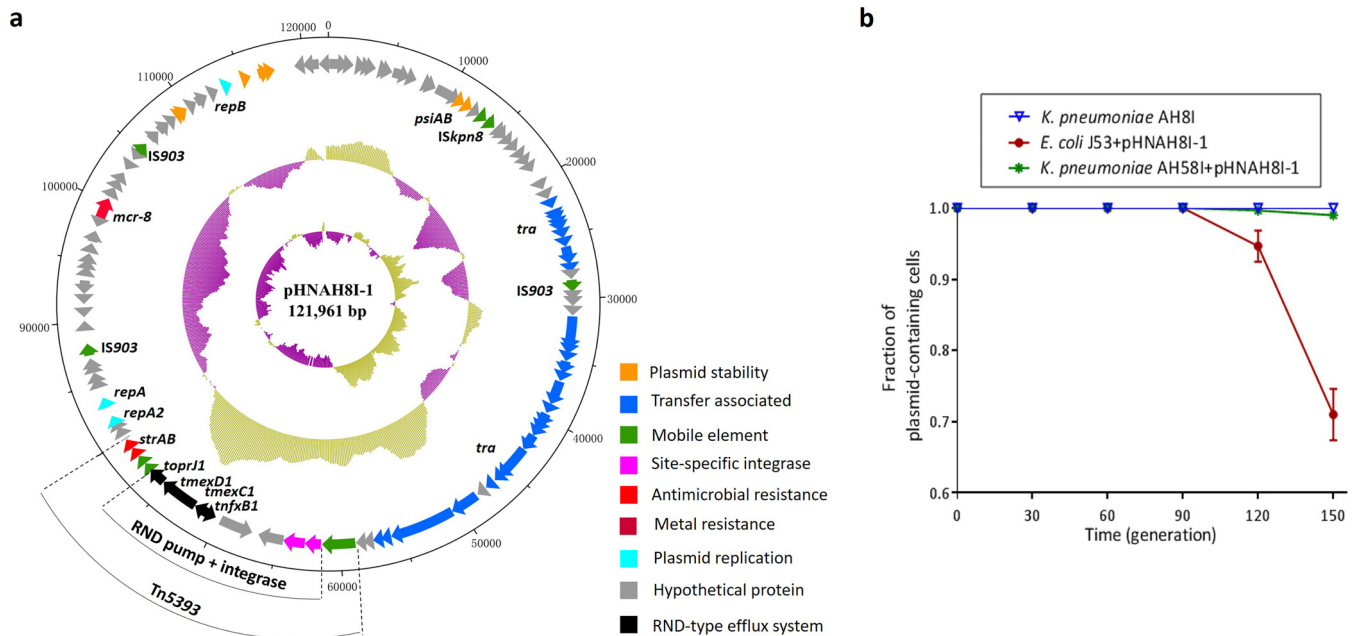 a
120000
0
10000
20000
30000
40000
50000
60000
90000
100000
110000
repB
psiAB
ISkpn8
IS903
mcr-8
tra
IS903
IS903
repA
repA2
strAB
toprJ1
tmexD1
tmexC1
tnfxB1
tra
pHNAH8I-1
121,961 bp
RND pump + integrase
Tn5393
Plasmid stability
Transfer associated
Mobile element
Site-specific integrase
Antimicrobial resistance
Metal resistance
Plasmid replication
Hypothetical protein
RND-type efflux system
b
K. pneumoniae AH8I
E. coli J53+pHNAH8I-1
K. pneumoniae AH58I+pHNAH8I-1
1.0
0.9
0.8
0.7
0.6
Fraction of
plasmid-containing cells
0
30
60
90
120
150
Time (generation)